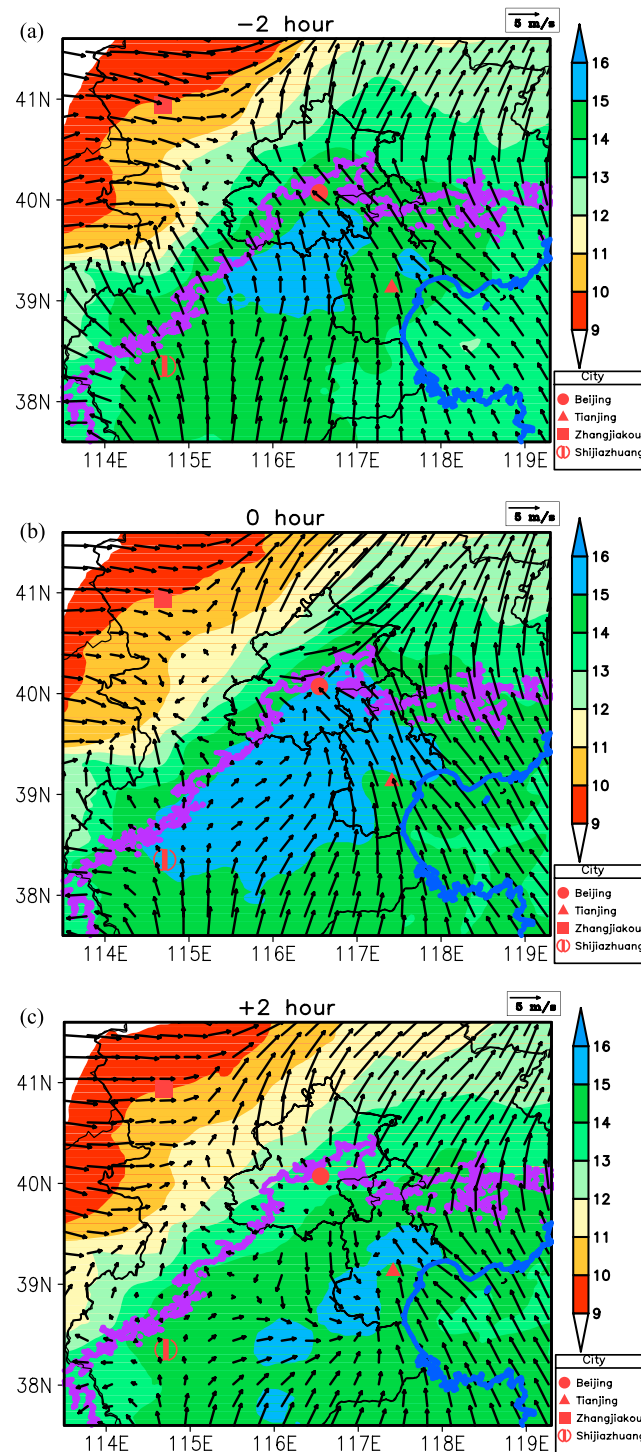 (a)
−2 hour
5 m/s
41N
40N
39N
38N
114E 115E 116E 117E 118E 119E
16
15
14
13
12
11
10
9
City
Beijing
Tianjing
Zhangjiakou
Shijiazhuang
(b)
0 hour
5 m/s
41N
40N
39N
38N
114E 115E 116E 117E 118E 119E
16
15
14
13
12
11
10
9
City
Beijing
Tianjing
Zhangjiakou
Shijiazhuang
(c)
+2 hour
5 m/s
41N
40N
39N
38N
114E 115E 116E 117E 118E 119E
16
15
14
13
12
11
10
9
City
Beijing
Tianjing
Zhangjiakou
Shijiazhuang